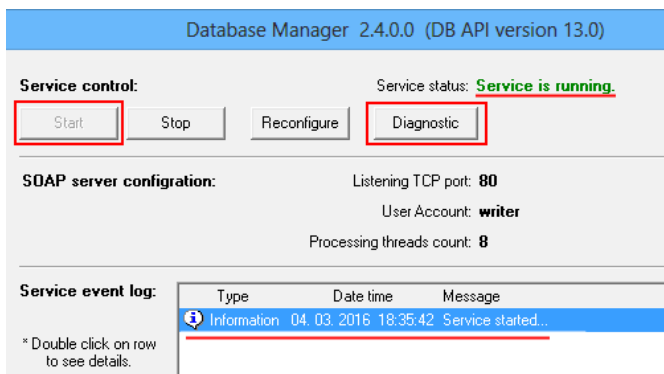 Database Manager 2.4.0.0 (DB API version 13.0)
Service control:
Service status: Service is running.
Start Stop Reconfigure Diagnostic
SOAP server configration:
Listening TCP port: 80
User Account: writer
Processing threads count: 8
Service event log:
Type Date time Message
Information 04. 03. 2016 18:35:42 Service started...
* Double click on row
to see details.